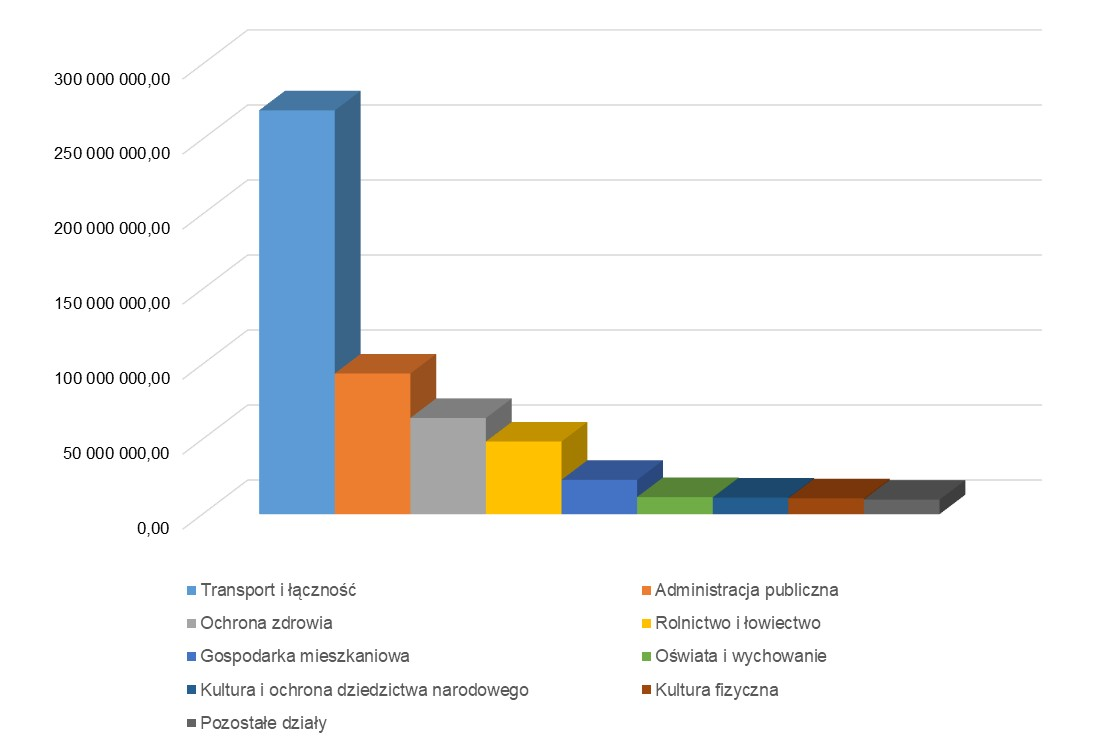 300 000 000,00
250 000 000,00
200 000 000,00
150 000 000,00
100 000 000,00
50 000 000,00
0,00
Transport i łączność
Administracja publiczna
Ochrona zdrowia
Rolnictwo i łowiectwo
Gospodarka mieszkaniowa
Oświata i wychowanie
Kultura i ochrona dziedzictwa narodowego
Kultura fizyczna
Pozostałe działy